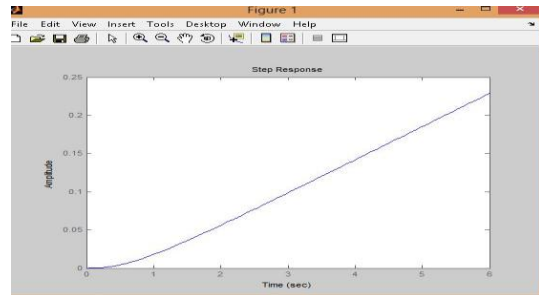 Figure 1
File Edit View Insert Tools Desktop Window Help
Step Response
0.25
0.2
0.15
0.1
0.05
0
Amplitude
0 1 2 3 4 5 6
Time (sec)